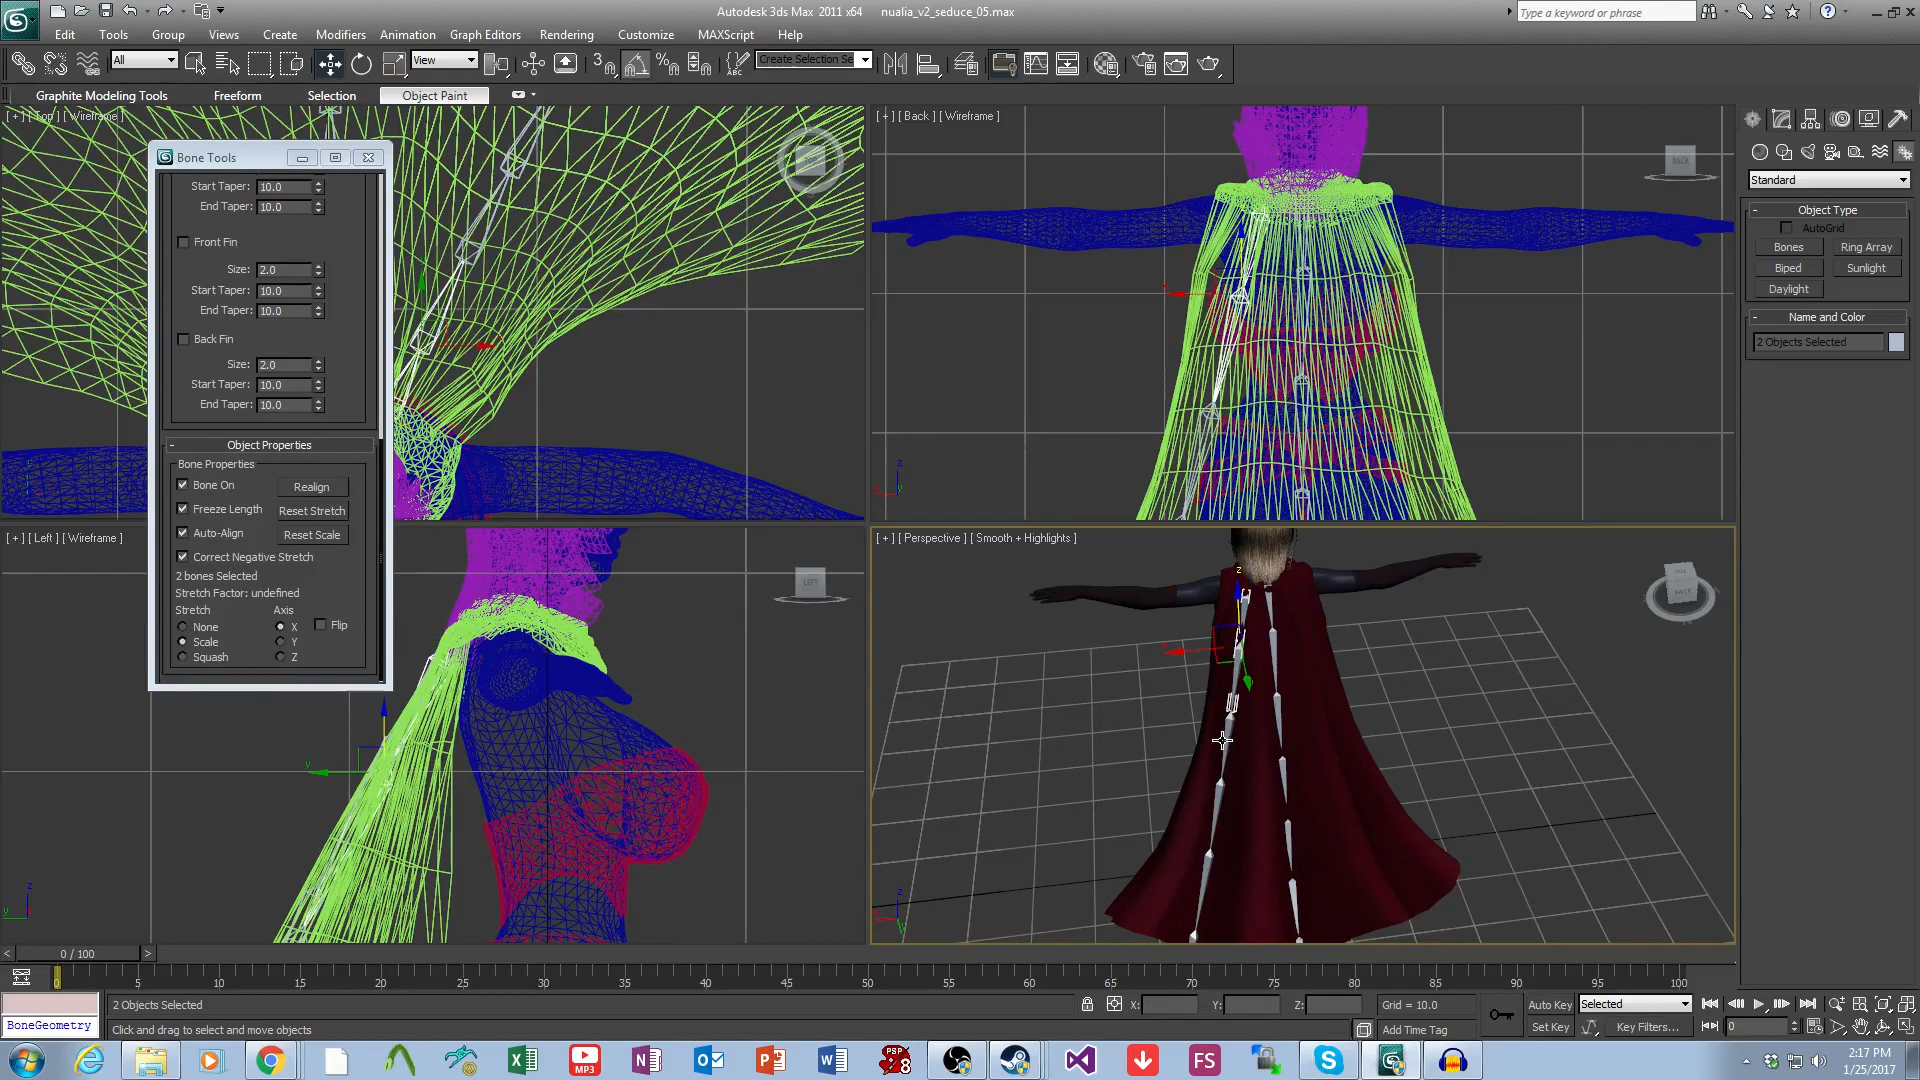 Autodesk 3ds Max 2011 x64 nualia_v2_seduce_05.max
Type a keyword or phrase
Edit Tools Group Views Create Modifiers Animation Graph Editors Rendering Customize MAXScript Help
All View Create Selection Se
Graphite Modeling Tools Freeform Selection Object Paint
[ + ] [ Top ] [ Wireframe ]
[ + ] [ Back ] [ Wireframe ]
BACK
Bone Tools
Start Taper: 10.0
End Taper: 10.0
Front Fin
Size: 2.0
Start Taper: 10.0
End Taper: 10.0
Back Fin
Size: 2.0
Start Taper: 10.0
End Taper: 10.0
Object Properties
Bone Properties
Bone On Realign
Freeze Length Reset Stretch
Auto-Align Reset Scale
Correct Negative Stretch
2 bones Selected
Stretch Factor: undefined
Stretch Axis
None X Flip
Scale Y
Squash Z
[ + ] [ Left ] [ Wireframe ]
LEFT
[ + ] [ Perspective ] [ Smooth + Highlights ]
BACK
Standard
Object Type
AutoGrid
Bones Ring Array
Biped Sunlight
Daylight
Name and Color
2 Objects Selected
0 / 100
0 5 10 15 20 25 30 35 40 45 50 55 60 65 70 75 80 85 90 95 100
2 Objects Selected X: Y: Z: Grid = 10.0 Auto Key Selected
BoneGeometry Click and drag to select and move objects Add Time Tag Set Key Key Filters... 0
2:17 PM
1/25/2017